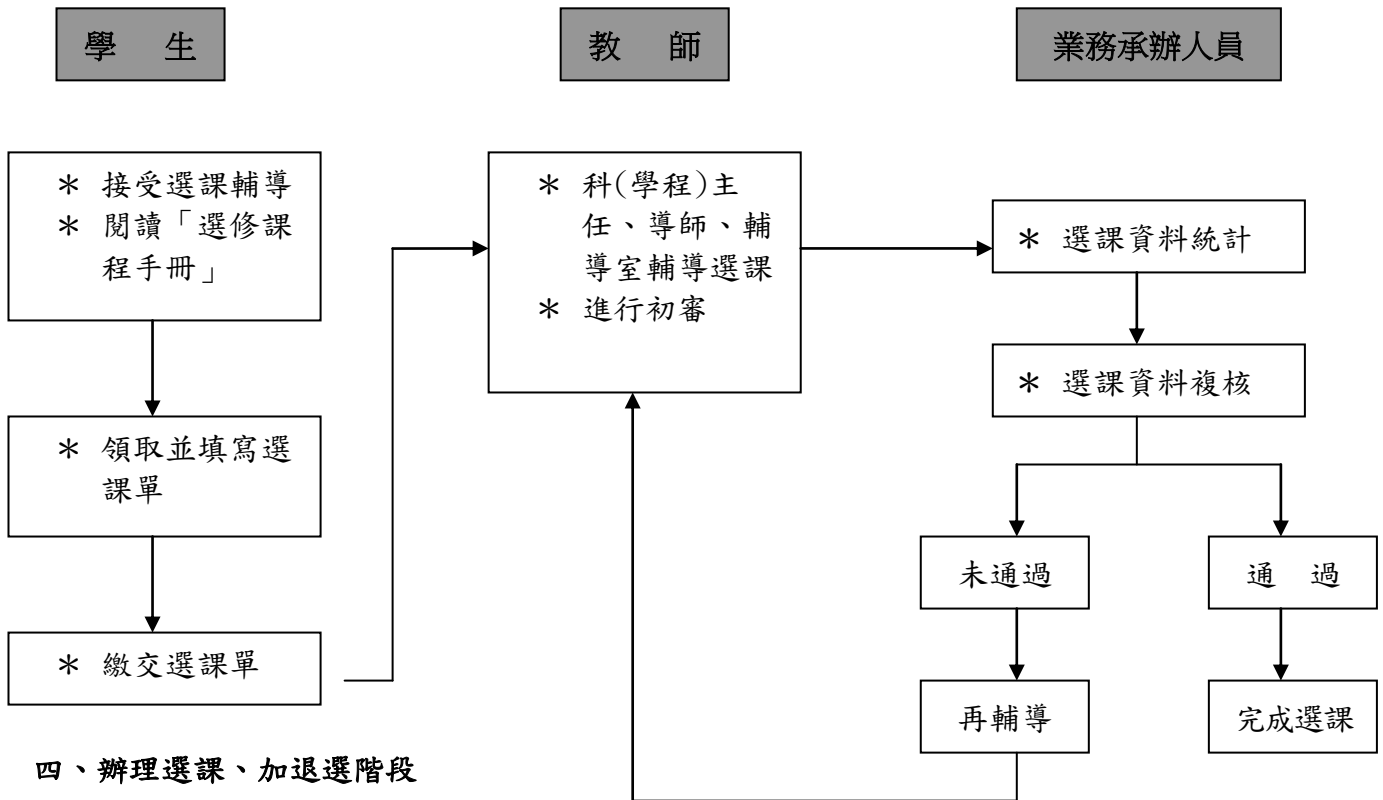 學 生
教 師
業務承辦人員
＊ 接受選課輔導
＊ 閱讀「選修課
程手冊」
＊ 領取並填寫選
課單
＊ 繳交選課單
＊ 科(學程)主
任、導師、輔
導室輔導選課
＊ 進行初審
＊ 選課資料統計
＊ 選課資料複核
未通過
通 過
再輔導
完成選課
四、辦理選課、加退選階段